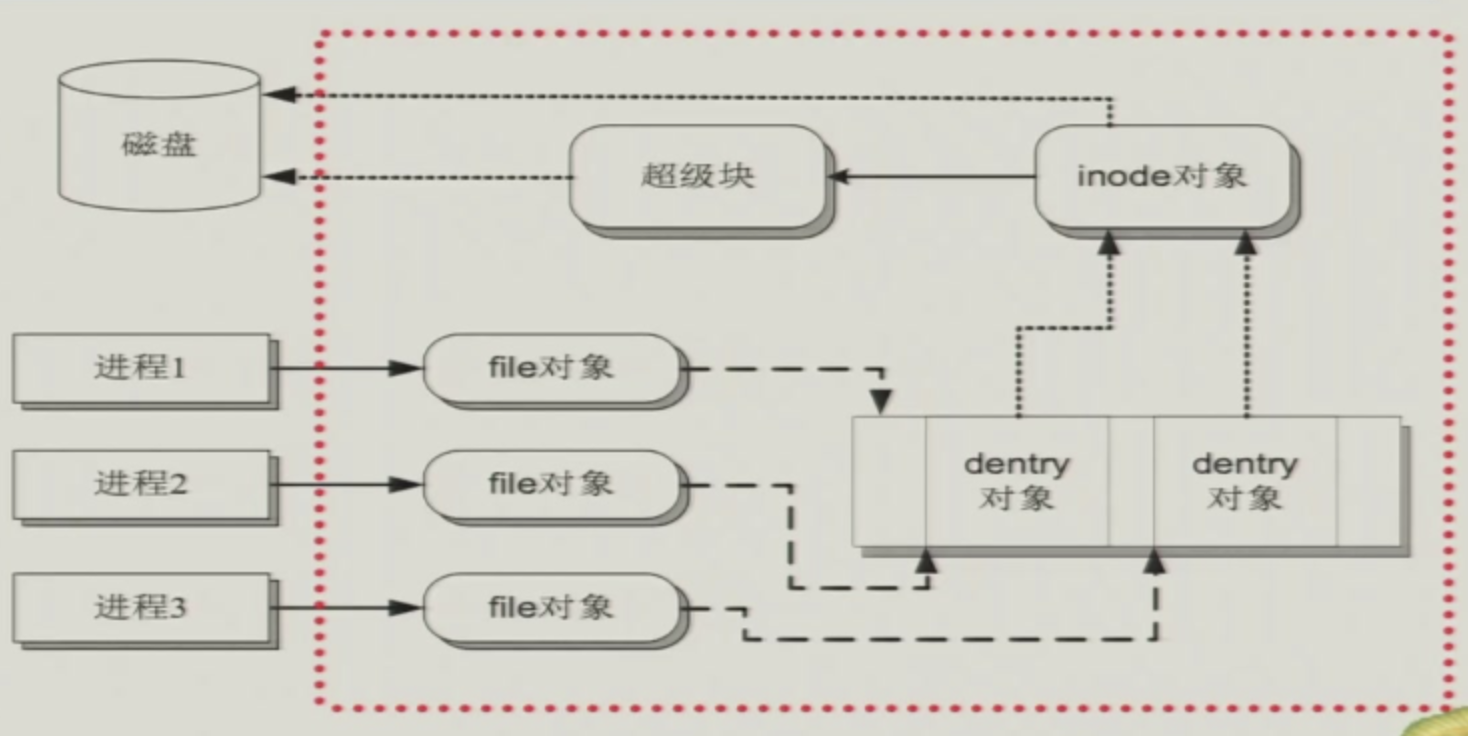 磁盘
超级块
inode对象
进程1
file对象
进程2
file对象
dentry
对象
dentry
对象
进程3
file对象